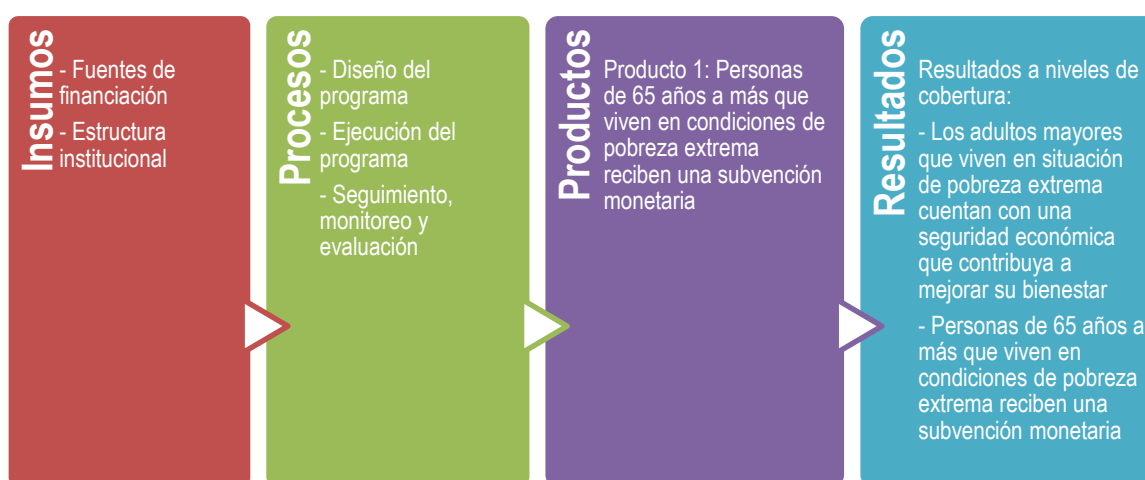 Insumos
- Fuentes de
financiación
- Estructura
institucional
Procesos
- Diseño del
programa
- Ejecución del
programa
- Seguimiento,
monitoreo y
evaluación
Productos
Producto 1: Personas
de 65 años a más que
viven en condiciones de
pobreza extrema
reciben una subvención
monetaria
Resultados
Resultados a niveles de
cobertura:
- Los adultos mayores
que viven en situación
de pobreza extrema
cuentan con una
seguridad económica
que contribuya a
mejorar su bienestar
- Personas de 65 años a
más que viven en
condiciones de pobreza
extrema reciben una
subvención monetaria